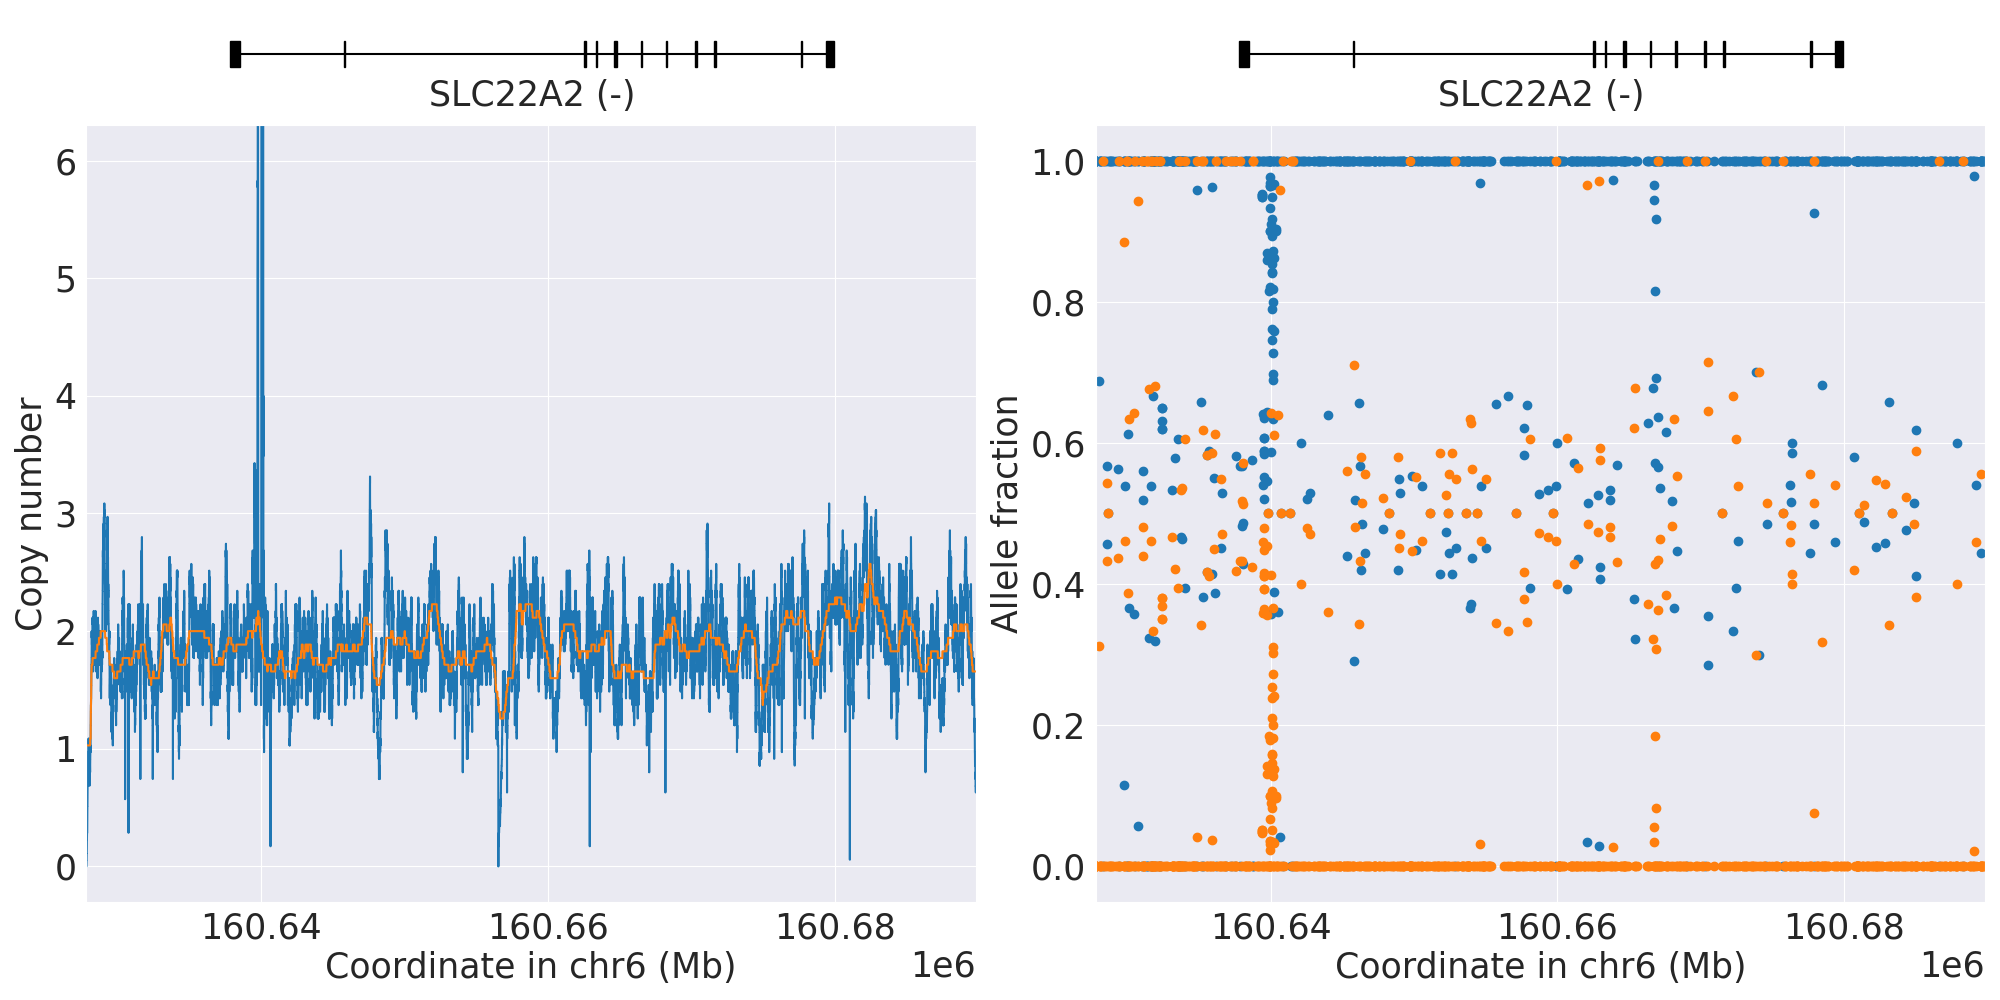 SLC22A2 (-)
6
5
4
3
2
1
0
Copy number
160.64 160.66 160.68
Coordinate in chr6 (Mb) 1e6
SLC22A2 (-)
1.0
0.8
0.6
0.4
0.2
0.0
Allele fraction
160.64 160.66 160.68
Coordinate in chr6 (Mb) 1e6